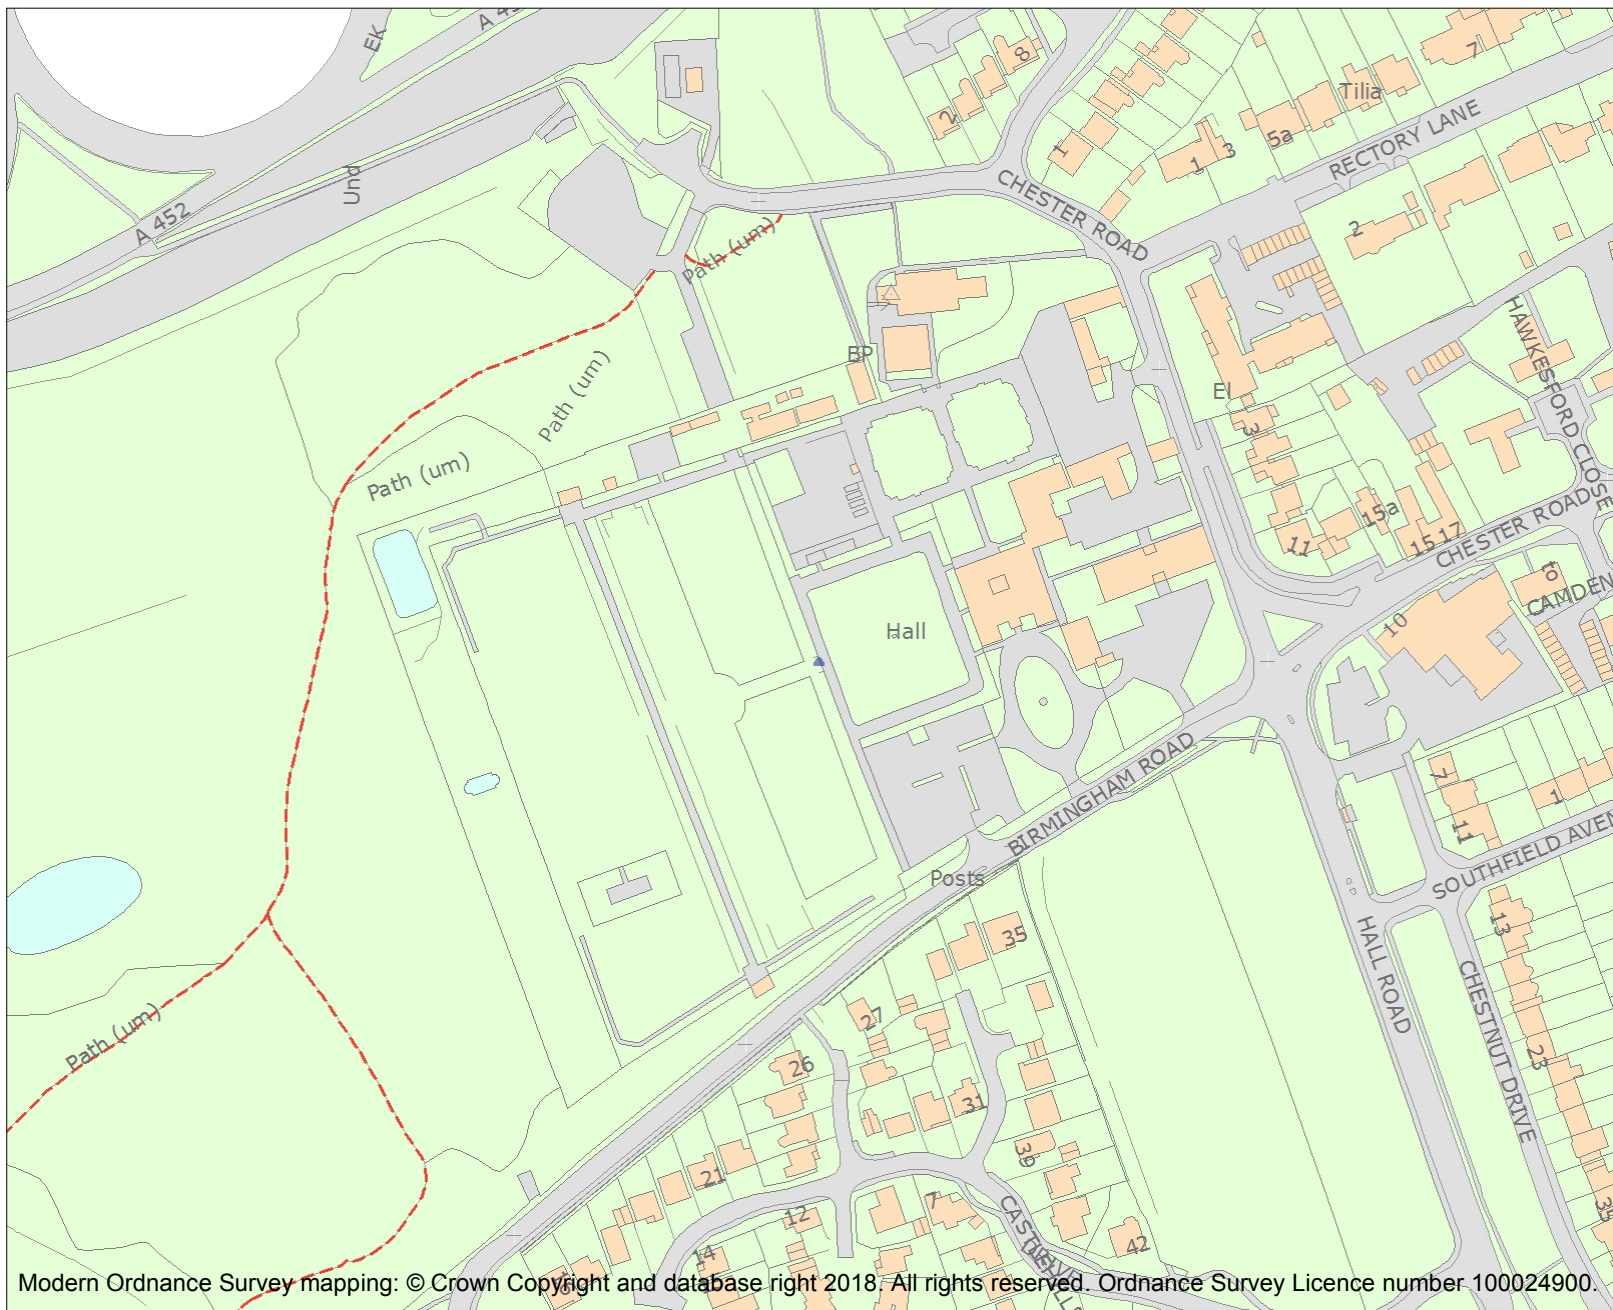 EK
A 45
8
2
7
Tilia
5a
3
1
1
RECTORY LANE
Und
A 452
CHESTER ROAD
2
Path (um)
BP
HAWKESFORD CLOSE
El
3
Path (um)
Path (um)
15a
11
15 17
CHESTER ROAD
to
CAMDEN
10
Hall
BIRMINGHAM ROAD
7
1
11
SOUTHFIELD AVEN
Posts
13
35
HALL ROAD
CHESTNUT DRIVE
27
Path (um)
23
26
31
36
21
7
12
35
14
42
Modern Ordnance Survey mapping: © Crown Copyright and database right 2018. All rights reserved. Ordnance Survey Licence number 100024900.